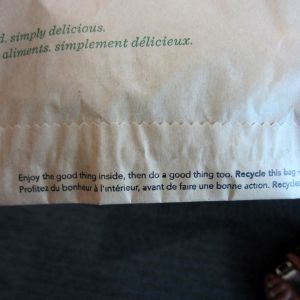 d. simply delicious.
aliments. simplement délicieux.
Enjoy the good thing inside, then do a good thing too. Recycle this bag -
Profitez du bonheur à l'intérieur, avant de faire une bonne action. Recycle